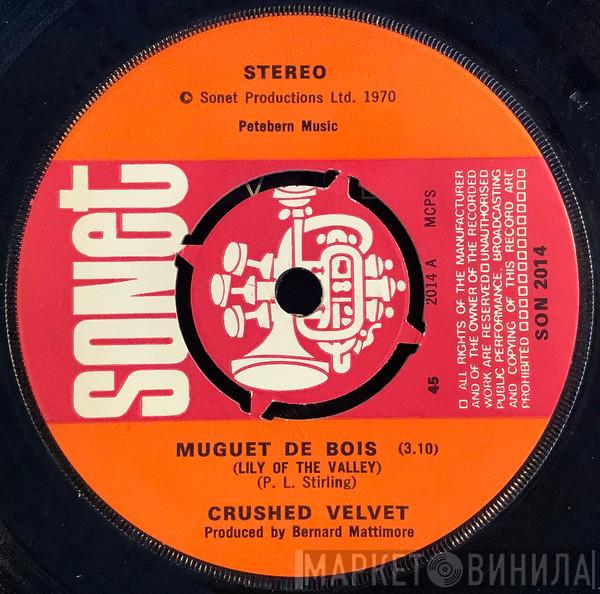 STEREO
© Sonet Productions Ltd. 1970
Petebern Music
sonet
2014 A MCPS
45
□ ALL RIGHTS OF THE MANUFACTURER
AND OF THE OWNER OF THE RECORDED
WORK ARE RESERVED □ UNAUTHORISED
PUBLIC PERFORMANCE, BROADCASTING
AND COPYING OF THIS RECORD ARE
PROHIBITED □□□□□□□□□□□□□□□
SON 2014
MUGUET DE BOIS (3.10)
(LILY OF THE VALLEY)
(P. L. Stirling)
CRUSHED VELVET
Produced by Bernard Mattimore
МАРКЕТ ВИНИЛА